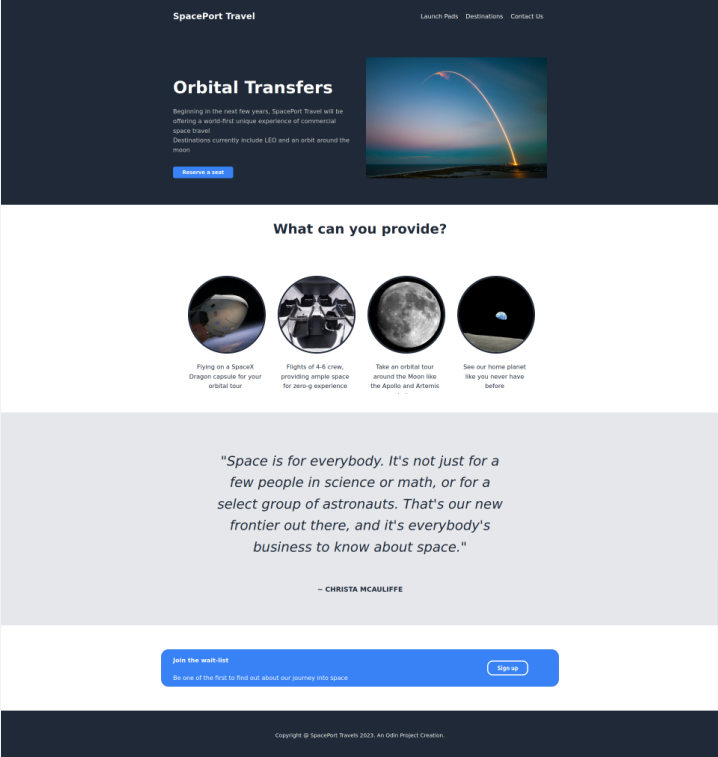 SpacePort Travel
Launch Pads Destinations Contact Us
Orbital Transfers
Beginning in the next few years, SpacePort Travel will be
offering a world-first unique experience of commercial
space travel
Destinations currently include LEO and an orbit around the
moon
Reserve a seat
What can you provide?
Flying on a SpaceX
Dragon capsule for your
orbital tour
Flights of 4-6 crew,
providing ample space
for zero-g experience
Take an orbital tour
around the Moon like
the Apollo and Artemis
See our home planet
like you never have
before
"Space is for everybody. It's not just for a
few people in science or math, or for a
select group of astronauts. That's our new
frontier out there, and it's everybody's
business to know about space."
~ CHRISTA MCAULIFFE
Join the wait-list
Be one of the first to find out about our journey into space
Sign up
Copyright @ SpacePort Travels 2023. An Odin Project Creation.